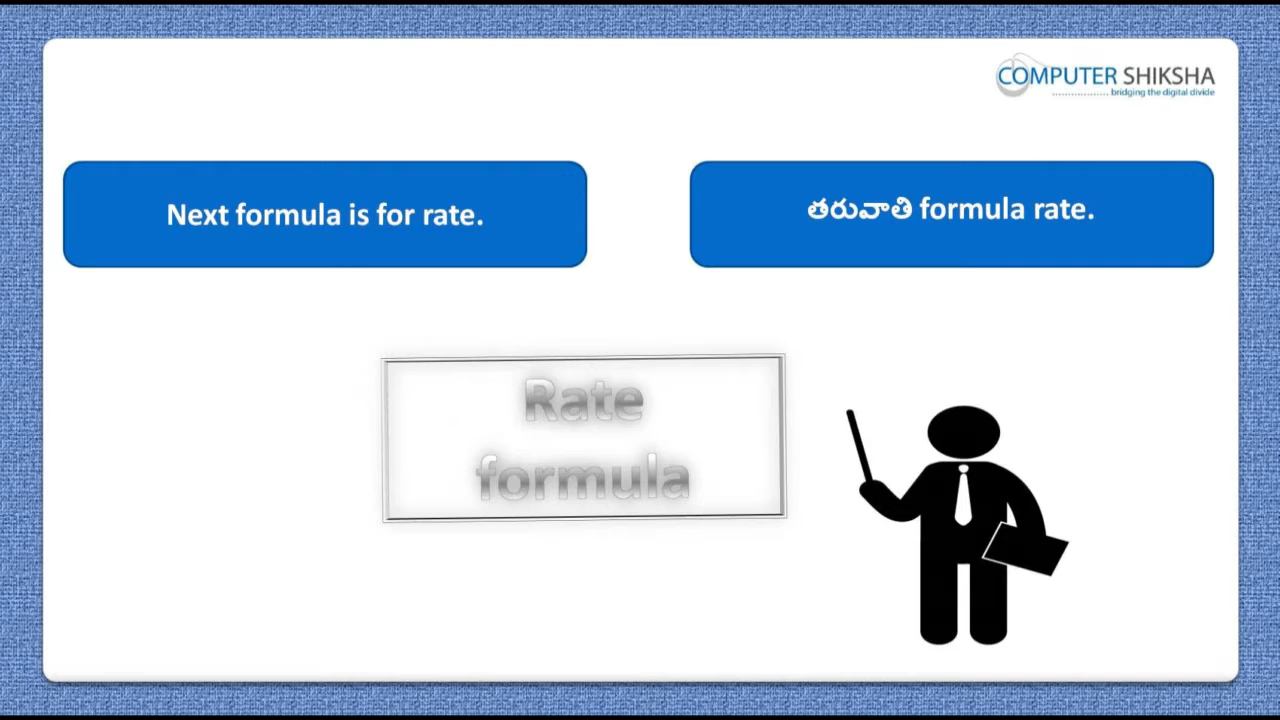 COMPUTER SHIKSHA
bridging the digital divide
Next formula is for rate.
తరువాతి formula rate.
Rate
formula